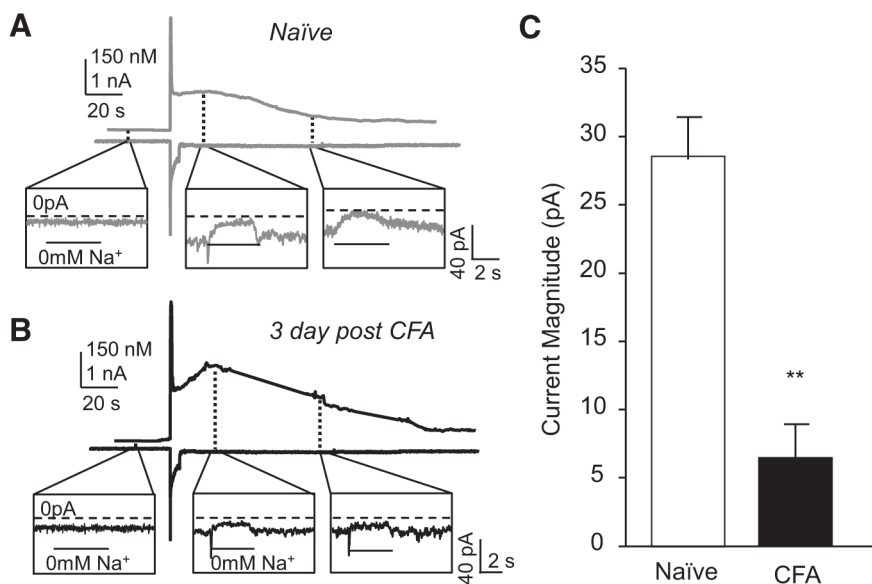 A
Naïve
150 nM
1 nA
20 s
0pA
0mM Na⁺
40 pA
2 s
B
3 day post CFA
150 nM
1 nA
20 s
0pA
0mM Na⁺
0mM Na⁺
40 pA
2 s
C
Current Magnitude (pA)
35
30
25
20
15
10
5
0
**
Naïve
CFA